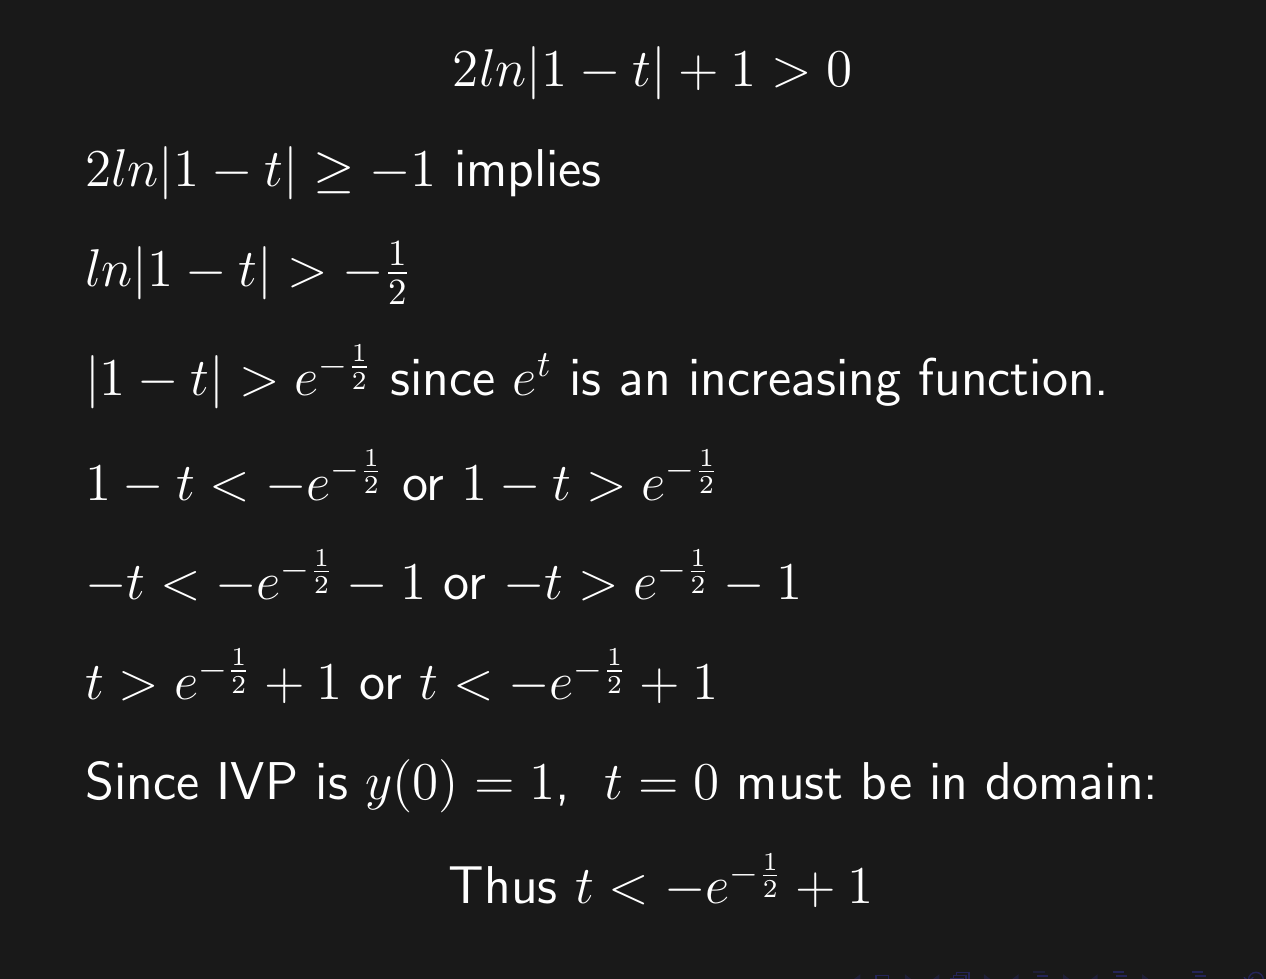 2ln|1 − t| + 1 > 0
2ln|1 − t| ≥ −1 implies
ln|1 − t| > −1/2
|1 − t| > e^{−1/2} since e^t is an increasing function.
1 − t < −e^{−1/2} or 1 − t > e^{−1/2}
−t < −e^{−1/2} − 1 or −t > e^{−1/2} − 1
t > e^{−1/2} + 1 or t < −e^{−1/2} + 1
Since IVP is y(0) = 1, t = 0 must be in domain:
Thus t < −e^{−1/2} + 1